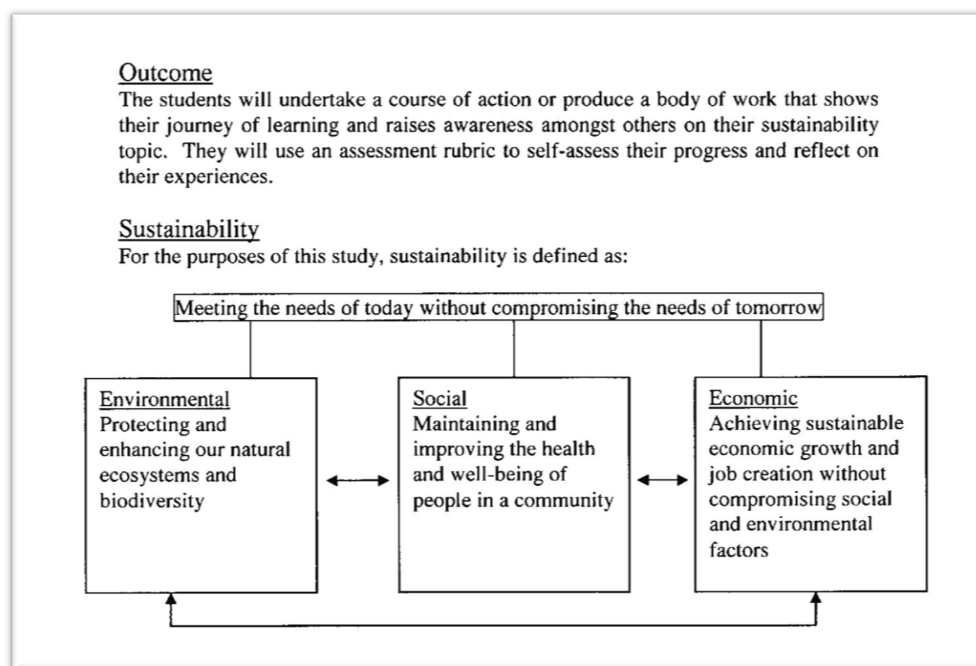 Outcome
The students will undertake a course of action or produce a body of work that shows
their journey of learning and raises awareness amongst others on their sustainability
topic. They will use an assessment rubric to self-assess their progress and reflect on
their experiences.
Sustainability
For the purposes of this study, sustainability is defined as:
Meeting the needs of today without compromising the needs of tomorrow
Environmental
Protecting and
enhancing our natural
ecosystems and
biodiversity
Social
Maintaining and
improving the health
and well-being of
people in a community
Economic
Achieving sustainable
economic growth and
job creation without
compromising social
and environmental
factors